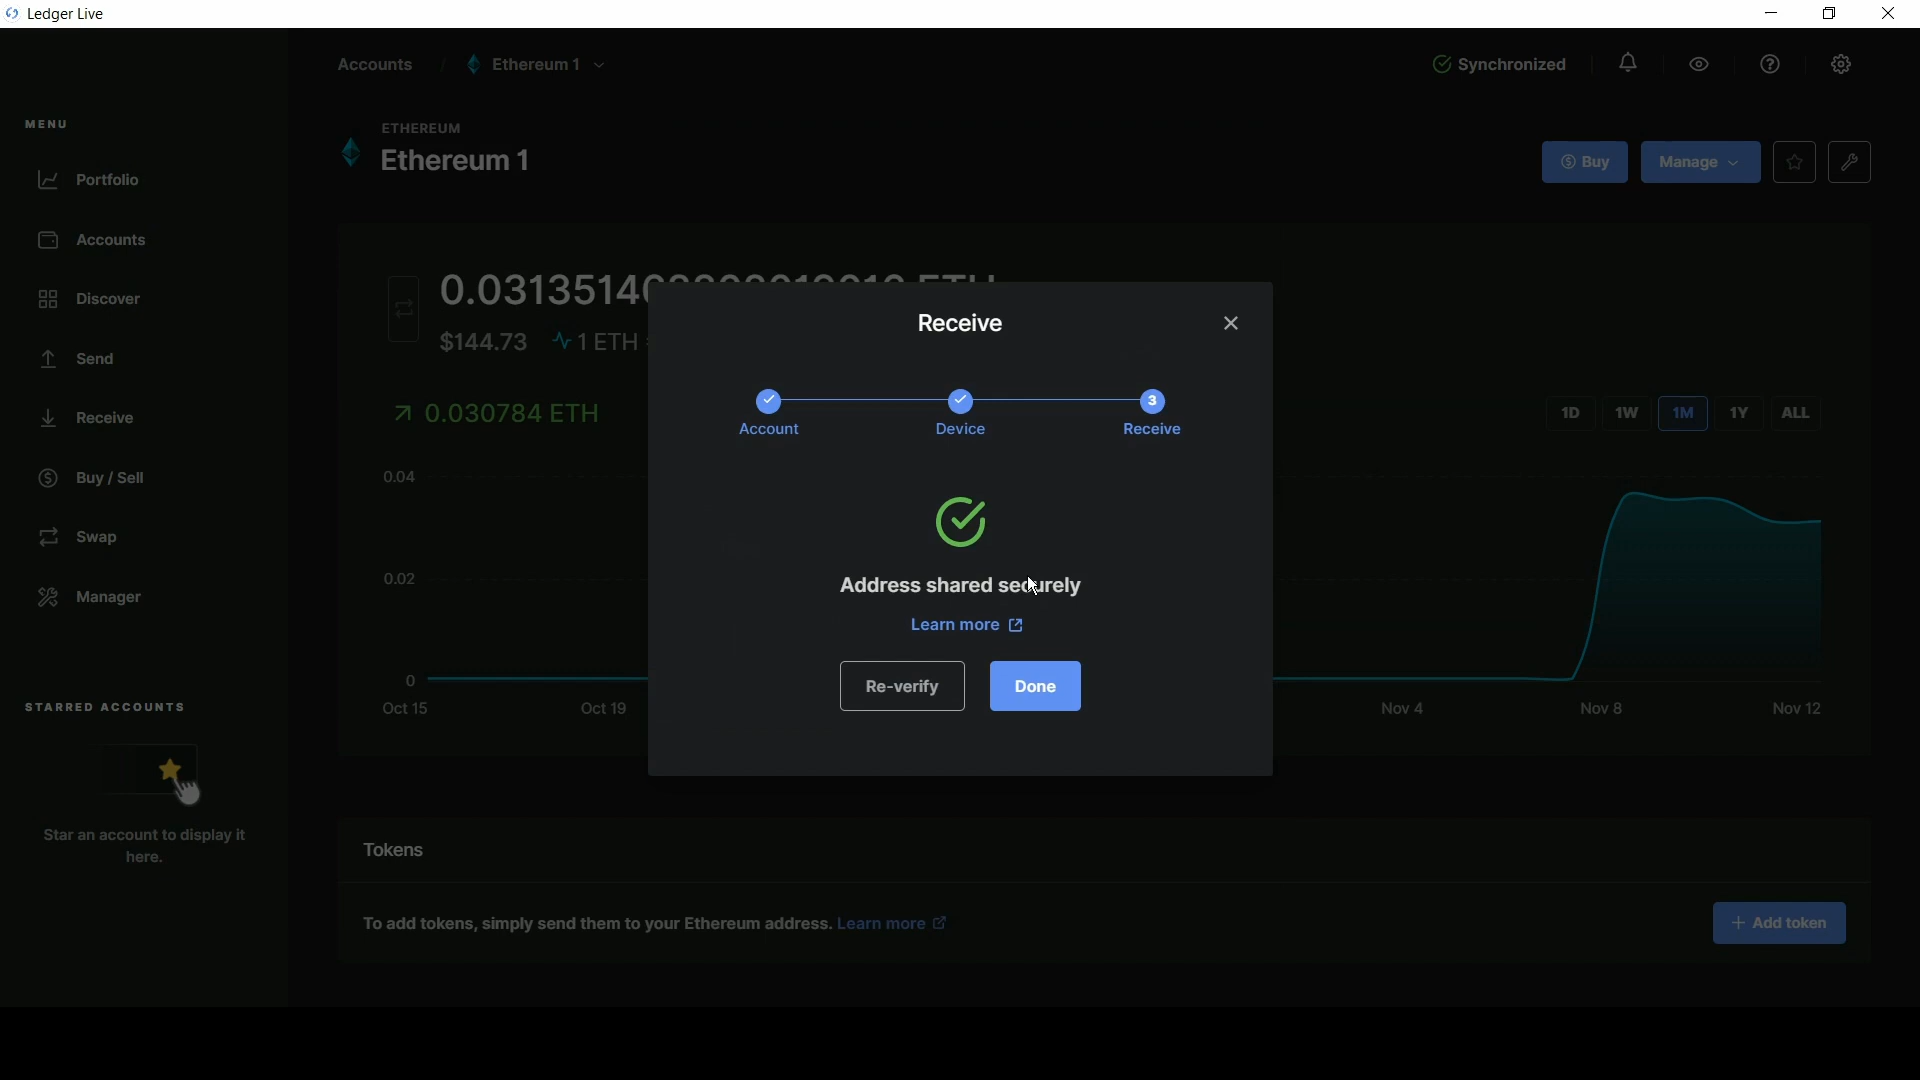 Ledger Live
Accounts / Ethereum 1
Synchronized
MENU
Portfolio
Accounts
Discover
Send
Receive
Buy / Sell
Swap
Manager
STARRED ACCOUNTS
Star an account to display it
here.
ETHEREUM
Ethereum 1
Buy
Manage
ETH
$144.73 1 ETH
0.030784 ETH
1D 1W 1M 1Y ALL
0.04
0.02
0
Oct 15 Oct 19 Nov 4 Nov 8 Nov 12
Receive
3
Account Device Receive
Address shared securely
Learn more
Re-verify Done
Tokens
To add tokens, simply send them to your Ethereum address. Learn more
+ Add token